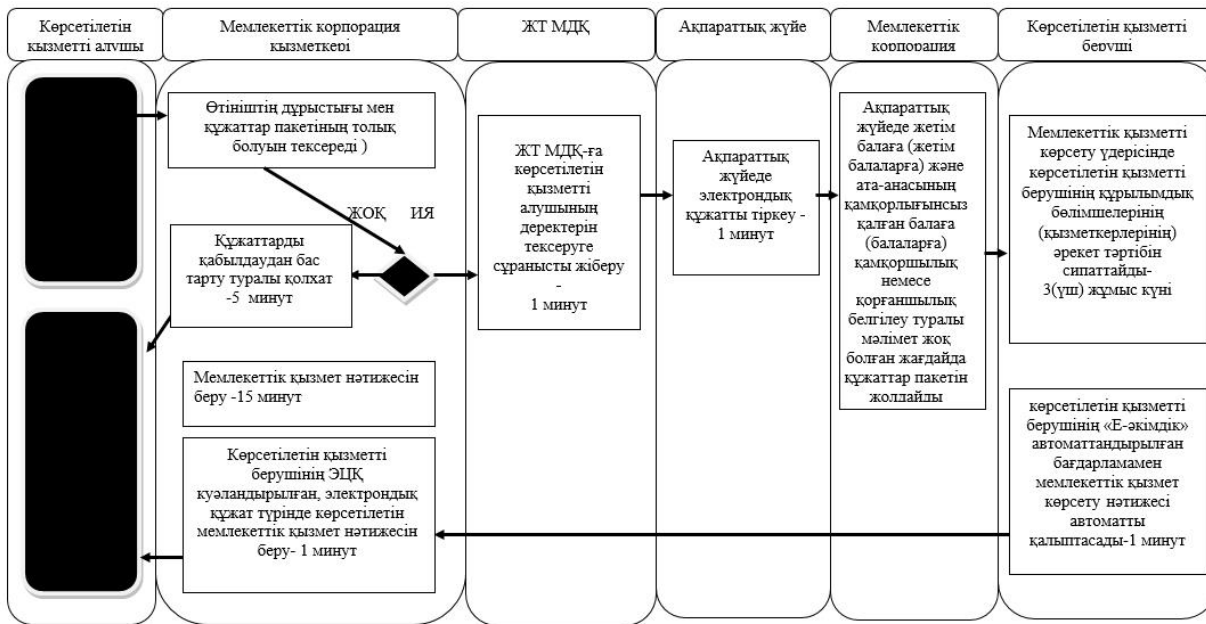 Көрсетілетін
қызметті алушы
Мемлекеттік корпорация
қызметкері
ЖТ МДҚ
Ақпараттық жүйе
Мемлекеттік
корпорация
Көрсетілетін қызметті
беруші
Өтініштің дұрыстығы мен
құжаттар пакетіның толық
болуын тексереді )
ЖОҚ ИЯ
Құжаттарды
қабылдаудан бас
тарту туралы қолхат
-5 минут
Мемлекеттік қызмет нәтижесін
беру -15 минут
Көрсетілетін қызметті
берушінің ЭЦҚ
куәландырылған, электрондық
құжат түрінде көрсетілетін
мемлекеттік қызмет нәтижесін
беру- 1 минут
ЖТ МДҚ-ға
көрсетілетін
қызметті
алушының
деректерін
тексеруге
сұранысты жіберу
-
1 минут
Ақпараттық
жүйеде
электрондық
құжатты тіркеу -
1 минут
Ақпараттық
жүйеде жетім
балаға (жетім
балаларға) және
ата-анасының
қамқорлығынсыз
қалған балаға
(балаларға)
қамқоршылық
немесе
қорғаншылық
белгілеу туралы
мәлімет жоқ
болған жағдайда
құжаттар пакетін
жолдайды
Мемлекеттік қызметті
көрсету үдерісінде
көрсетілетін қызметті
берушінің құрылымдық
бөлімшелерінің
(қызметкерлерінің)
әрекет тәртібін
сипаттайды-
3(үш) жұмыс күні
көрсетілетін қызметті
берушінің «Е-әкімдік»
автоматтандырылған
бағдарламамен
мемлекеттік қызмет
көрсету нәтижесі
автоматты
қалыптасады-1 минут